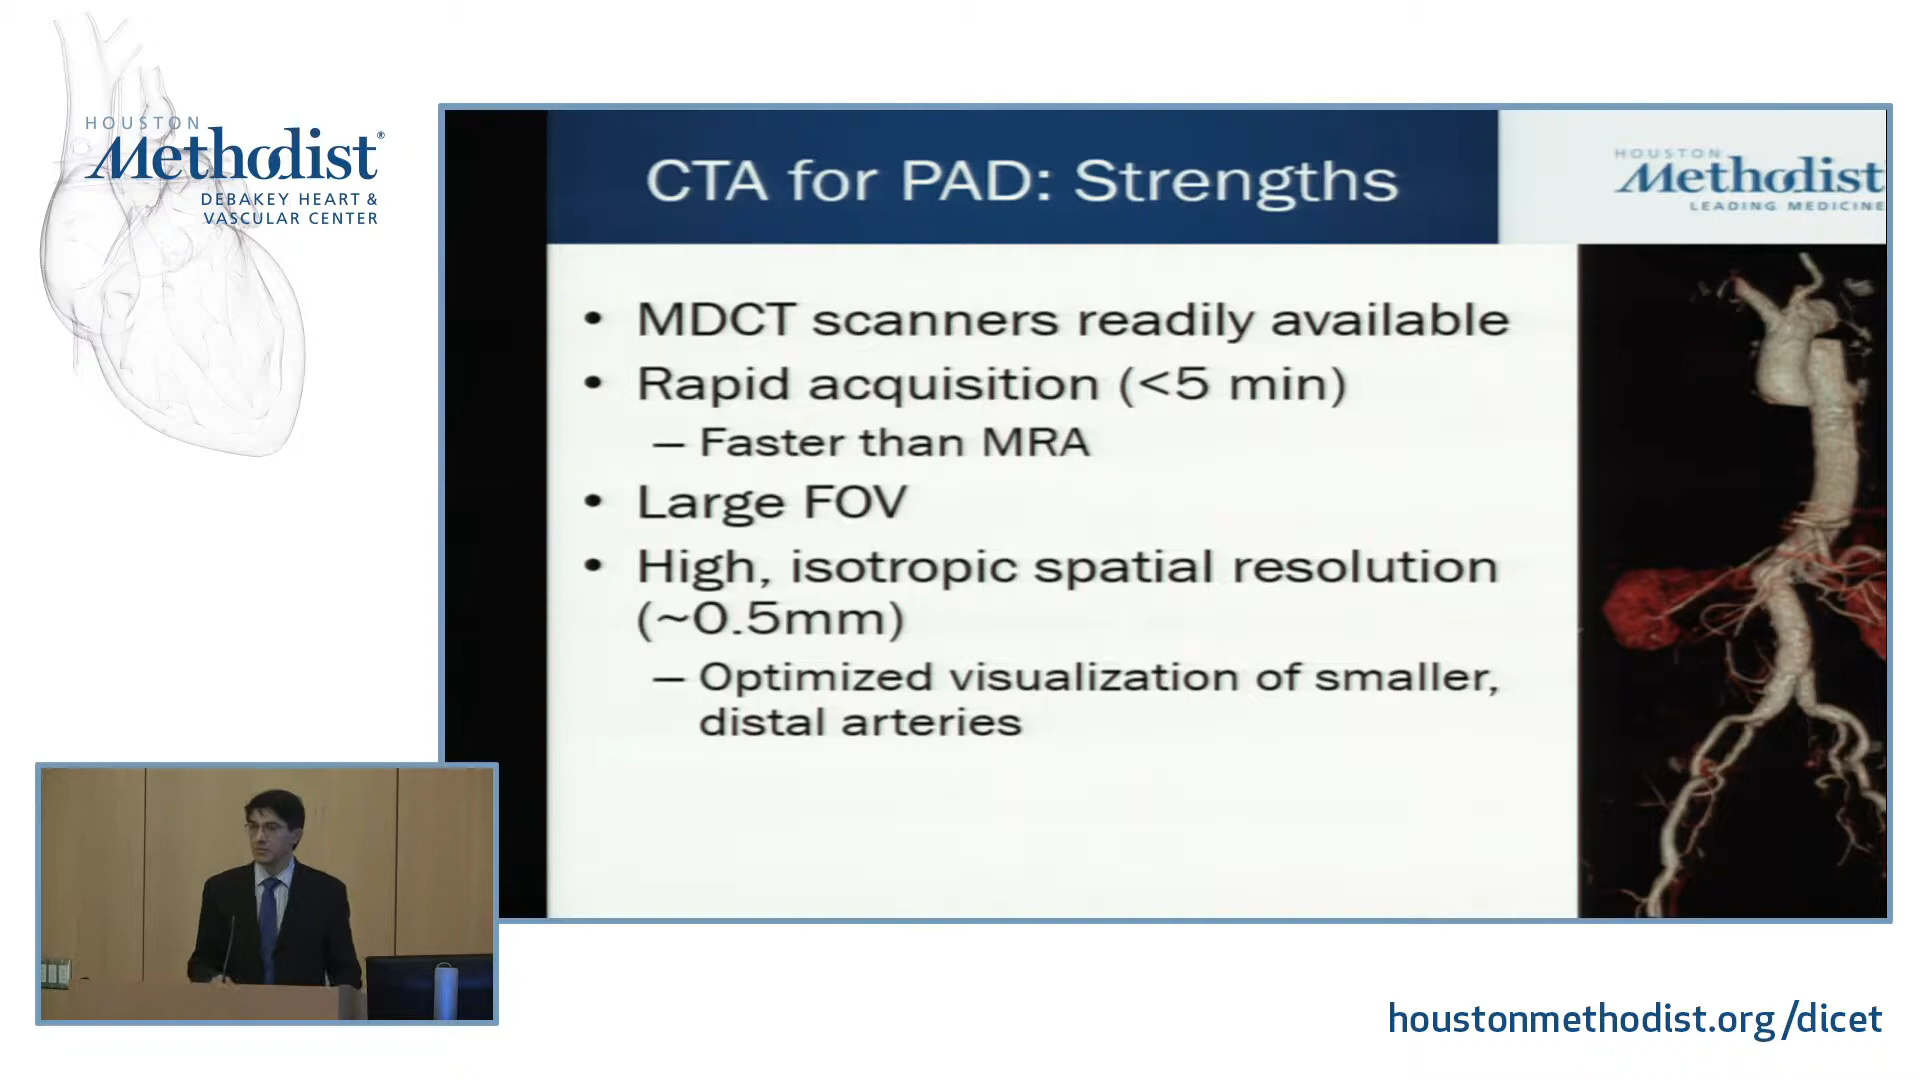 HOUSTON
Methodist®
DEBAKEY HEART &
VASCULAR CENTER
CTA for PAD: Strengths
HOUSTON
Methodist
LEADING MEDICINE
• MDCT scanners readily available
• Rapid acquisition (<5 min)
– Faster than MRA
• Large FOV
• High, isotropic spatial resolution
(~0.5mm)
– Optimized visualization of smaller,
distal arteries
houstonmethodist.org/dicet